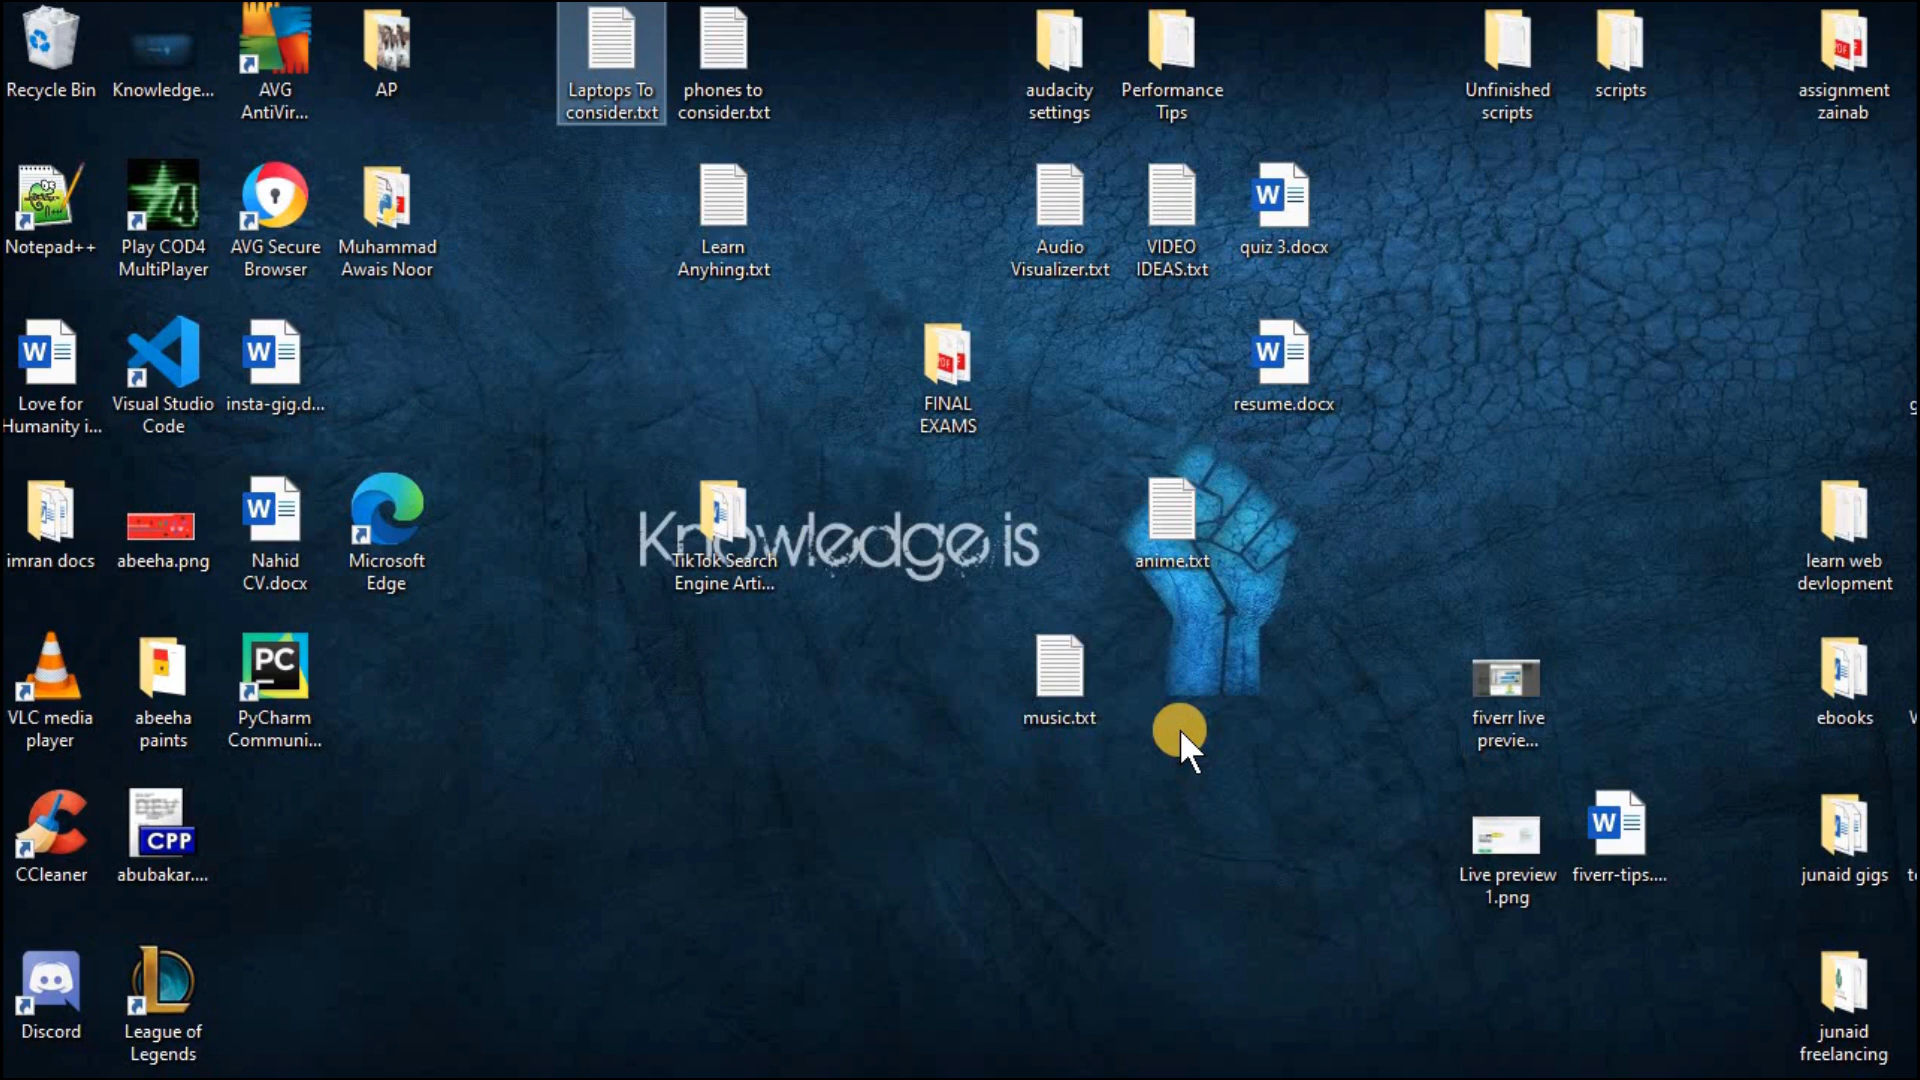 Recycle Bin
Knowledge...
AVG
AntiVir...
AP
Laptops To
consider.txt
phones to
consider.txt
audacity
settings
Performance
Tips
Unfinished
scripts
scripts
assignment
zainab
Notepad++
Play COD4
MultiPlayer
AVG Secure
Browser
Muhammad
Awais Noor
Learn
Anyhing.txt
Audio
Visualizer.txt
VIDEO
IDEAS.txt
quiz 3.docx
Love for
Humanity i...
Visual Studio
Code
insta-gig.d...
FINAL
EXAMS
resume.docx
imran docs
abeeha.png
Nahid
CV.docx
Microsoft
Edge
Knowledge is
TikTok Search
Engine Arti...
anime.txt
learn web
devlopment
VLC media
player
abeeha
paints
PC
PyCharm
Communi...
music.txt
fiverr live
previe...
ebooks
CCleaner
CPP
abubakar....
Live preview
1.png
fiverr-tips....
junaid gigs
Discord
League of
Legends
junaid
freelancing